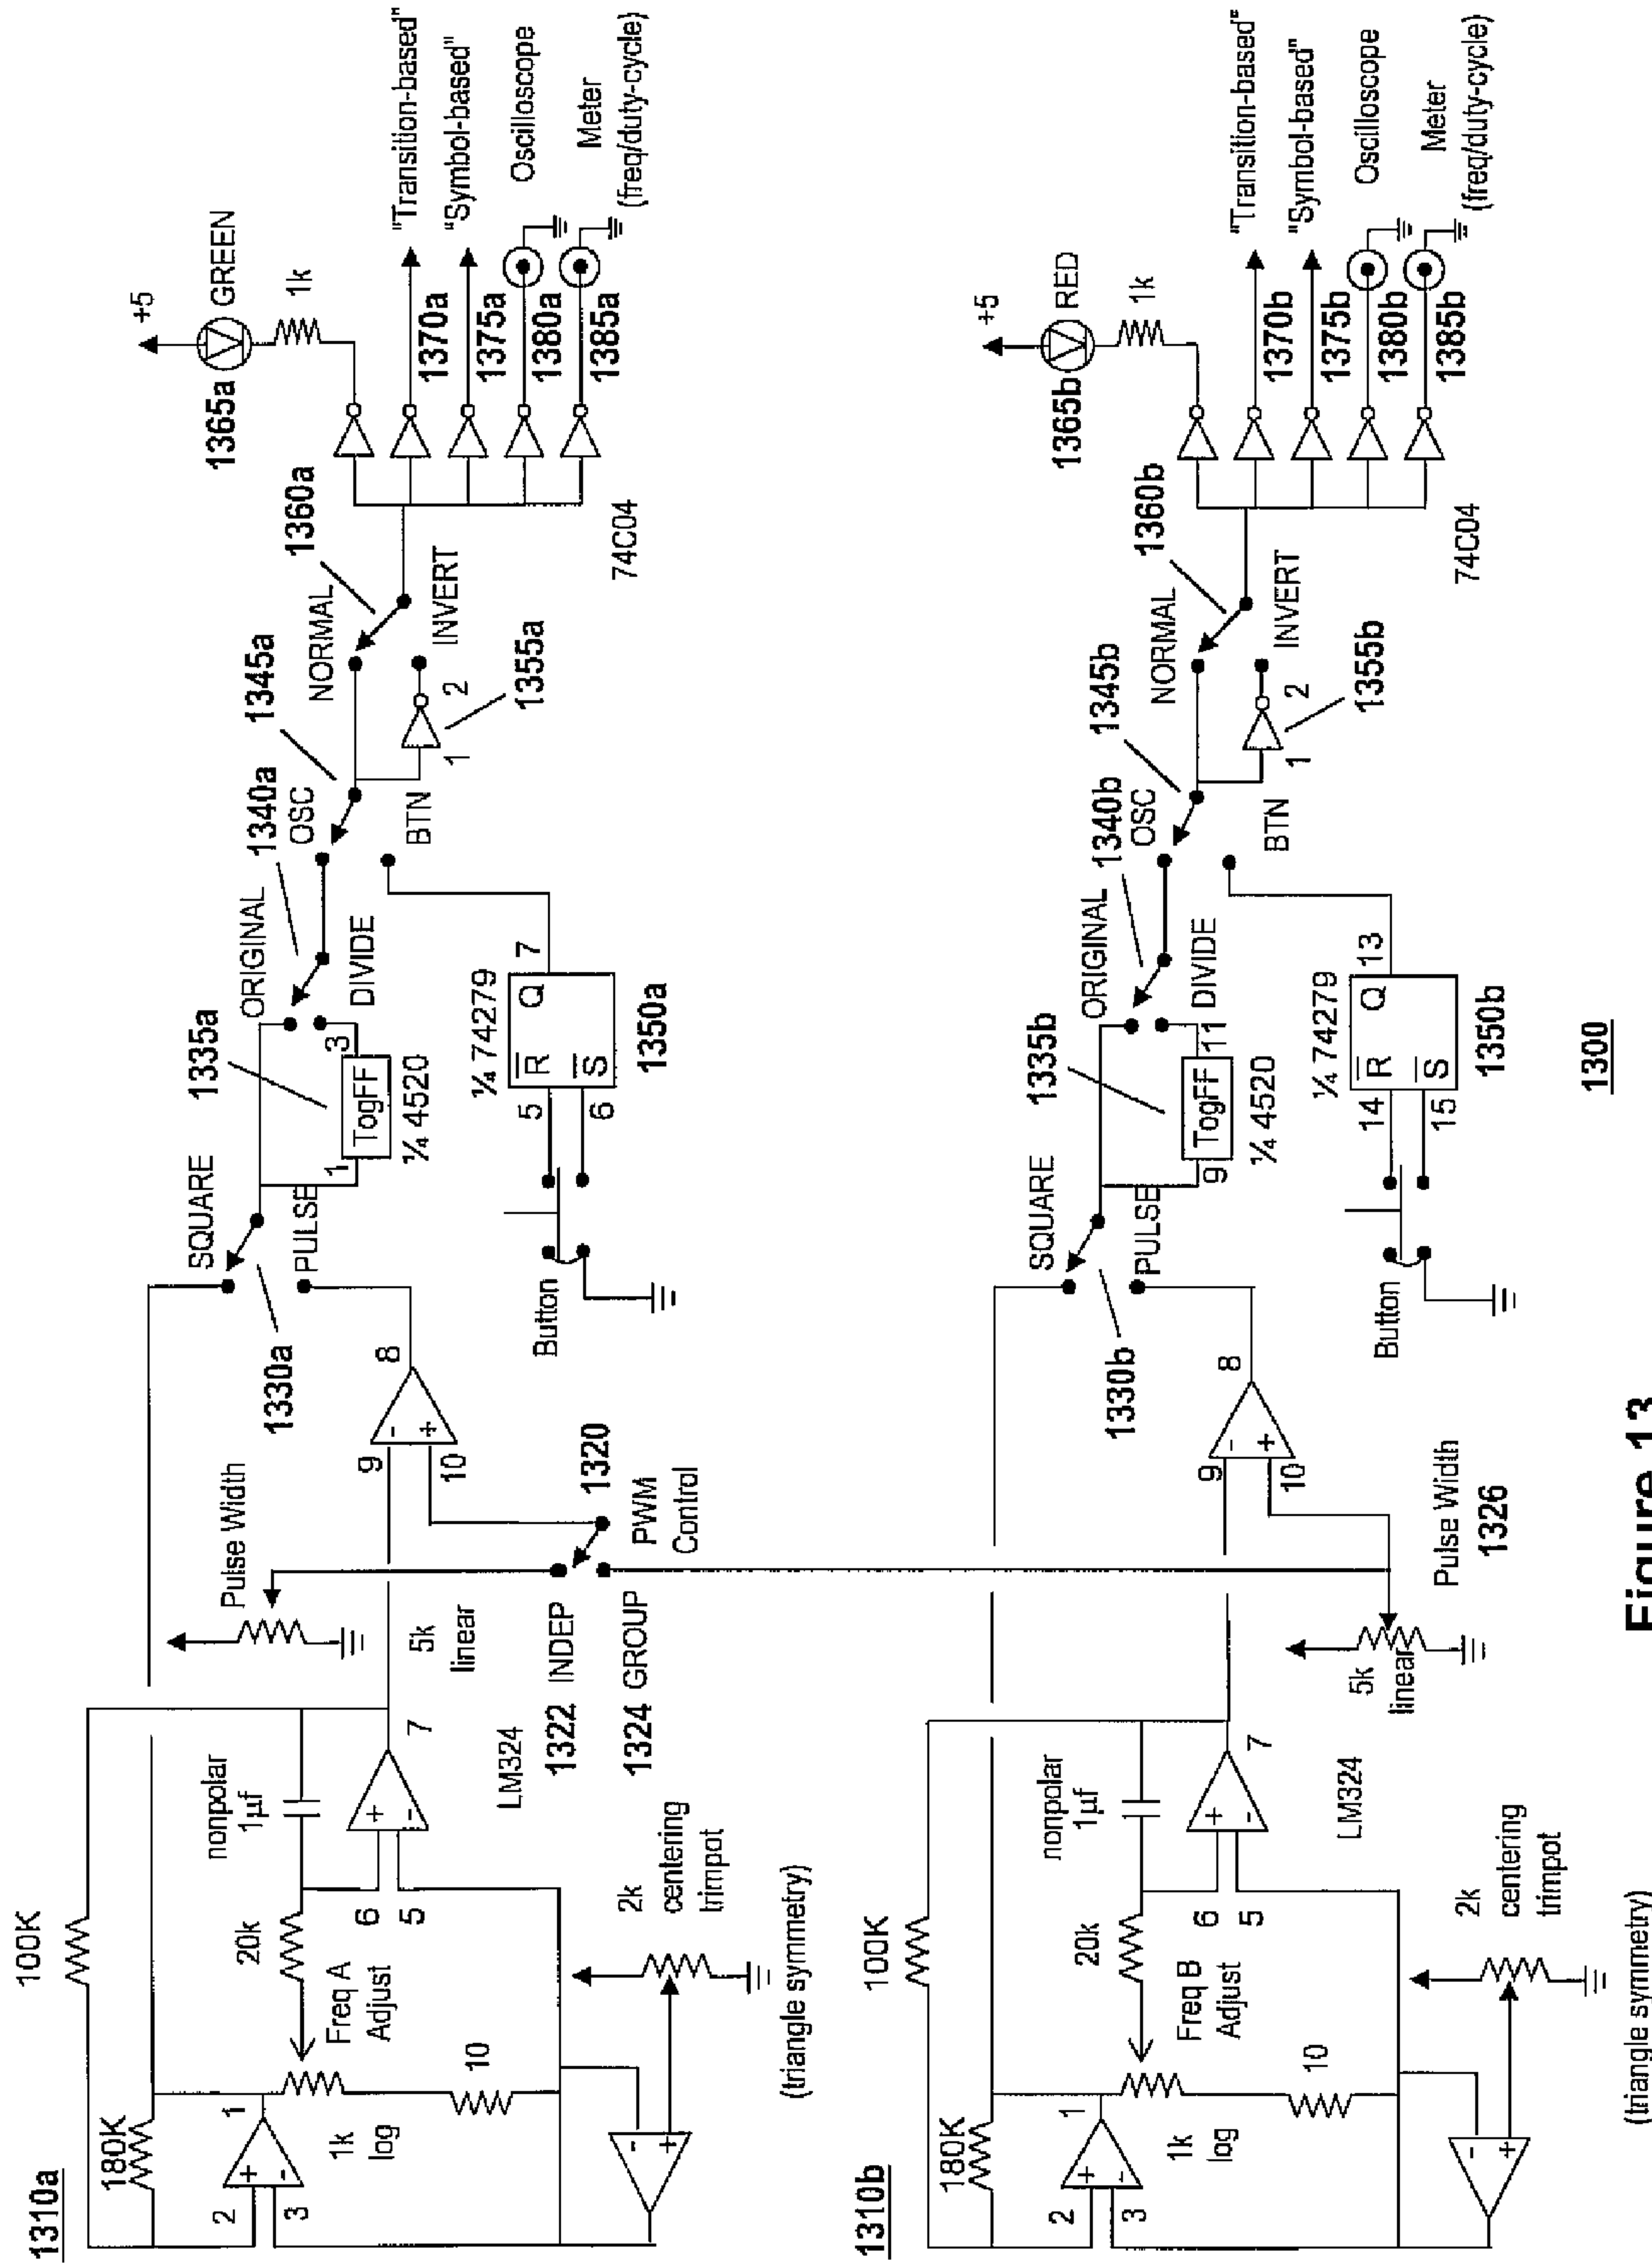 1310a
100K
180K
2
3
1
+
-
1k
log
10
Freq A
Adjust
20k
nonpolar
1µf
6
5
+
-
7
LM324
-
+
2k
centering
trimpot
(triangle symmetry)
Pulse Width
5k
linear
1322 INDEP
1324 GROUP
1320
PWM
Control
9
10
-
+
8
1330a
SQUARE
PULSE
1335a
1
TogFF
3
¼ 4520
ORIGINAL
DIVIDE
1340a
OSC
BTN
1345a
Button
5
6
R
S
Q
7
¼ 74279
1350a
NORMAL
INVERT
1
2
1355a
1360a
74C04
1365a
+5
GREEN
1k
1370a
"Transition-based"
1375a
"Symbol-based"
1380a
Oscilloscope
1385a
Meter
(freq/duty-cycle)
1310b
100K
180K
2
3
1
+
-
1k
log
10
Freq B
Adjust
20k
nonpolar
1µf
6
5
+
-
7
LM324
-
+
2k
centering
trimpot
(triangle symmetry)
5k
linear
Pulse Width
1326
9
10
-
+
8
1330b
SQUARE
PULSE
1335b
9
TogFF
11
¼ 4520
ORIGINAL
DIVIDE
1340b
OSC
BTN
1345b
Button
14
15
R
S
Q
13
¼ 74279
1350b
NORMAL
INVERT
1
2
1355b
1360b
74C04
1365b
+5
RED
1k
1370b
"Transition-based"
1375b
"Symbol-based"
1380b
Oscilloscope
1385b
Meter
(freq/duty-cycle)
1300
Figure 13